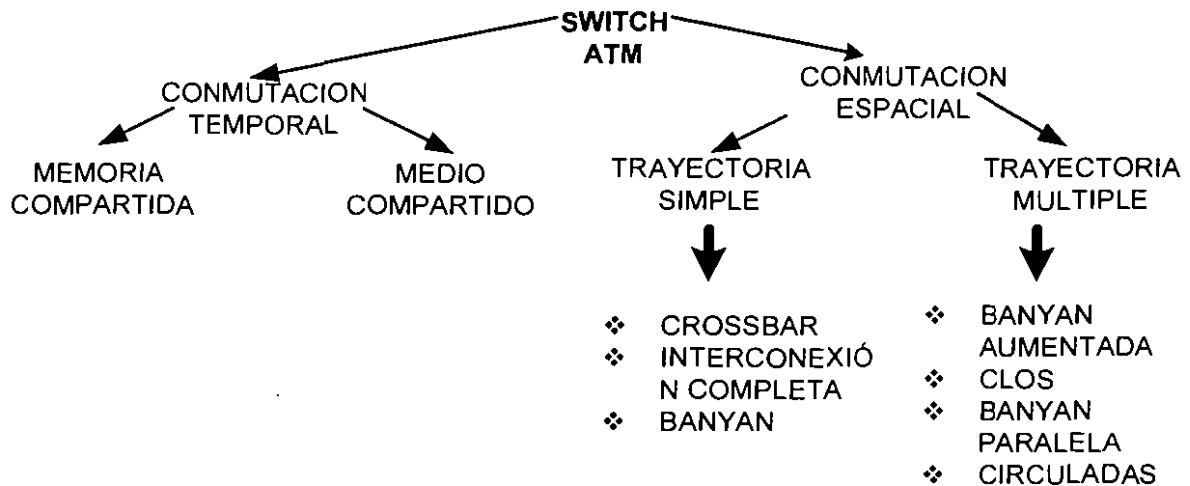 SWITCH
ATM
CONMUTACION
TEMPORAL
CONMUTACION
ESPACIAL
MEMORIA
COMPARTIDA
MEDIO
COMPARTIDO
TRAYECTORIA
SIMPLE
TRAYECTORIA
MULTIPLE
❖ CROSSBAR
❖ INTERCONEXIÓ
N COMPLETA
❖ BANYAN
❖ BANYAN
AUMENTADA
❖ CLOS
❖ BANYAN
PARALELA
❖ CIRCULADAS